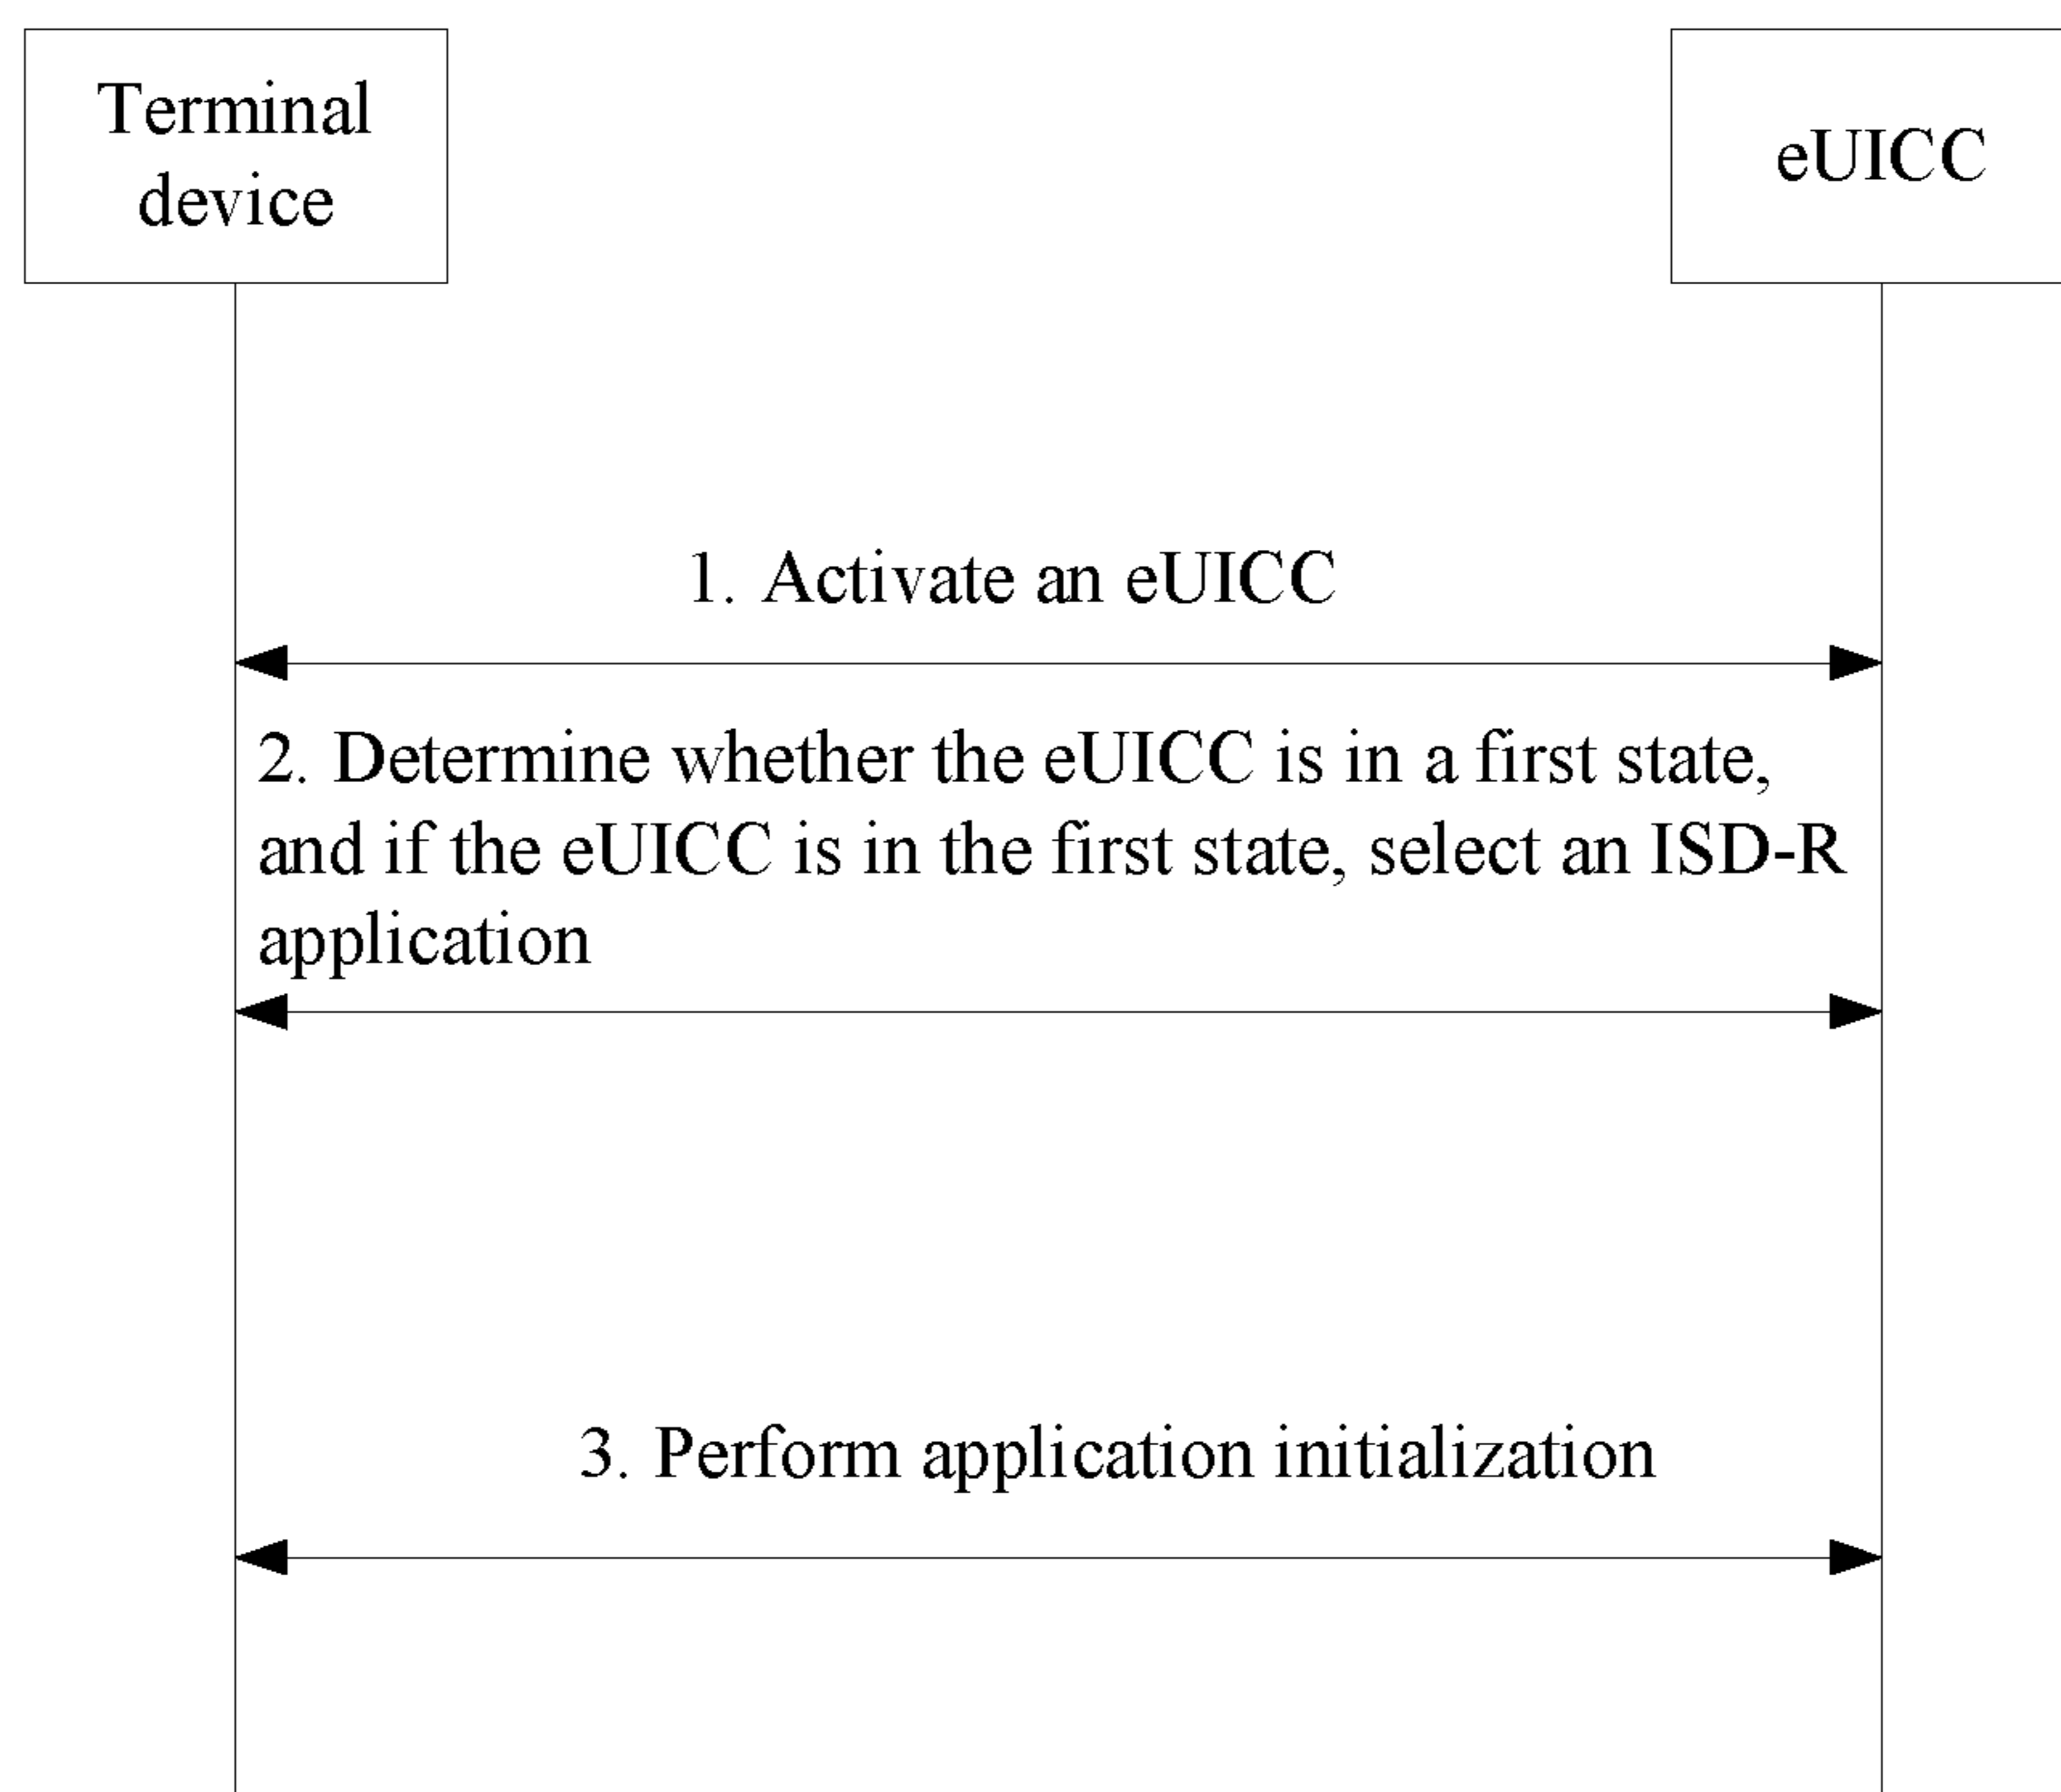 Terminal
device
eUICC
1. Activate an eUICC
2. Determine whether the eUICC is in a first state,
and if the eUICC is in the first state, select an ISD-R
application
3. Perform application initialization